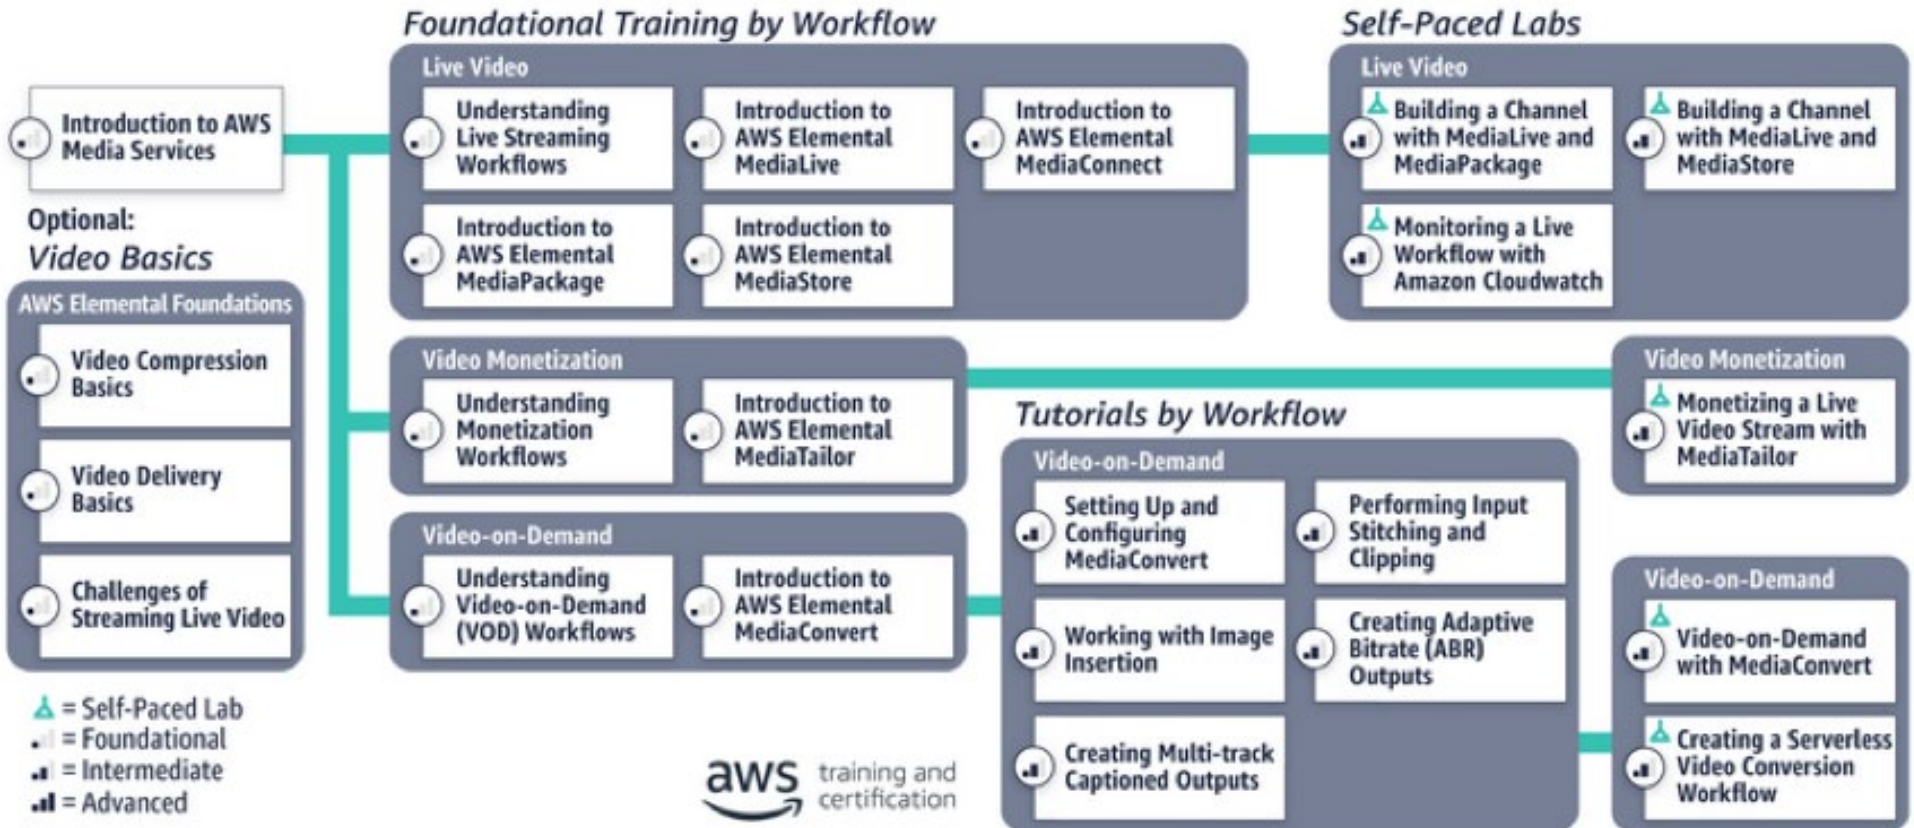 Foundational Training by Workflow
Self-Paced Labs
Introduction to AWS
Media Services
Optional:
Video Basics
AWS Elemental Foundations
Video Compression
Basics
Video Delivery
Basics
Challenges of
Streaming Live Video
= Self-Paced Lab
= Foundational
= Intermediate
= Advanced
Live Video
Understanding
Live Streaming
Workflows
Introduction to
AWS Elemental
MediaLive
Introduction to
AWS Elemental
MediaConnect
Introduction to
AWS Elemental
MediaPackage
Introduction to
AWS Elemental
MediaStore
Video Monetization
Understanding
Monetization
Workflows
Introduction to
AWS Elemental
MediaTailor
Video-on-Demand
Understanding
Video-on-Demand
(VOD) Workflows
Introduction to
AWS Elemental
MediaConvert
aws
training and
certification
Tutorials by Workflow
Video-on-Demand
Setting Up and
Configuring
MediaConvert
Performing Input
Stitching and
Clipping
Working with Image
Insertion
Creating Adaptive
Bitrate (ABR)
Outputs
Creating Multi-track
Captioned Outputs
Live Video
Building a Channel
with MediaLive and
MediaPackage
Building a Channel
with MediaLive and
MediaStore
Monitoring a Live
Workflow with
Amazon Cloudwatch
Video Monetization
Monetizing a Live
Video Stream with
MediaTailor
Video-on-Demand
Video-on-Demand
with MediaConvert
Creating a Serverless
Video Conversion
Workflow